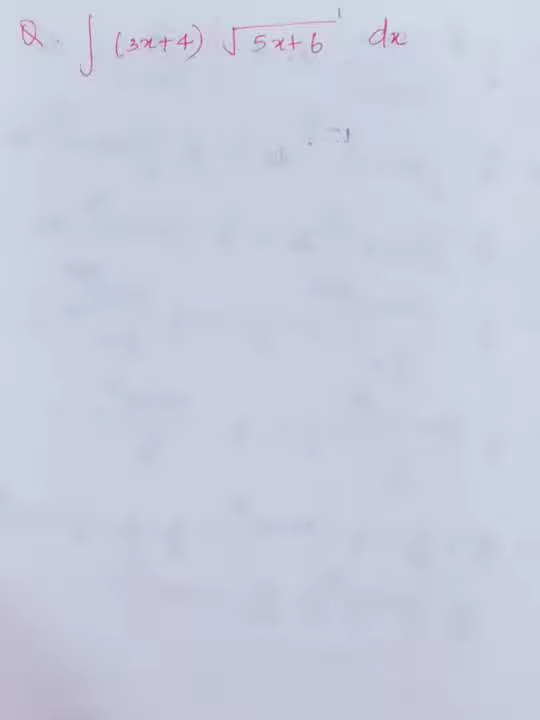 Q. ∫ (3x+4) √5x+6 dx